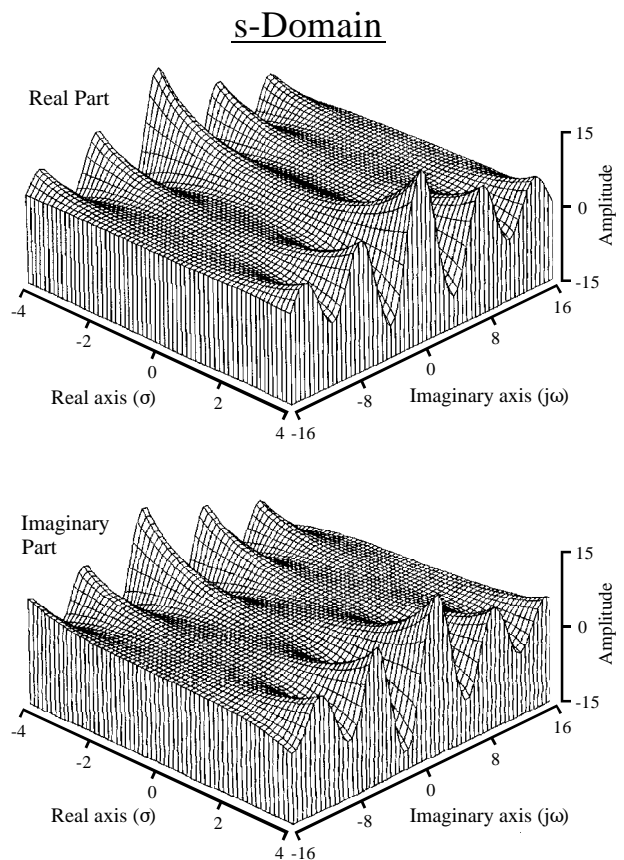 s-Domain
Real Part
15
0
-15
Amplitude
-4
-2
0
2
4
-16
-8
0
8
16
Real axis (σ)
Imaginary axis (jω)
Imaginary
Part
15
0
-15
Amplitude
-4
-2
0
2
4
-16
-8
0
8
16
Real axis (σ)
Imaginary axis (jω)